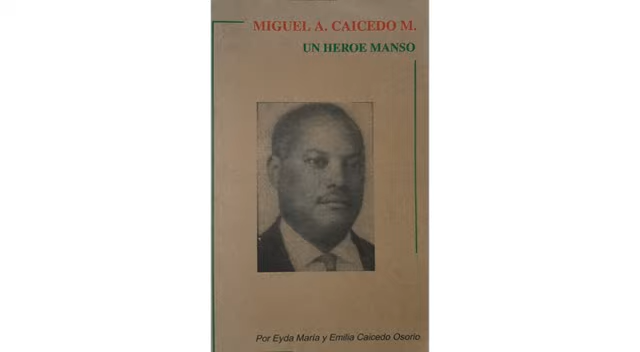 MIGUEL A. CAICEDO M.
UN HEROE MANSO
Por Eyda María y Emilia Caicedo Osorio